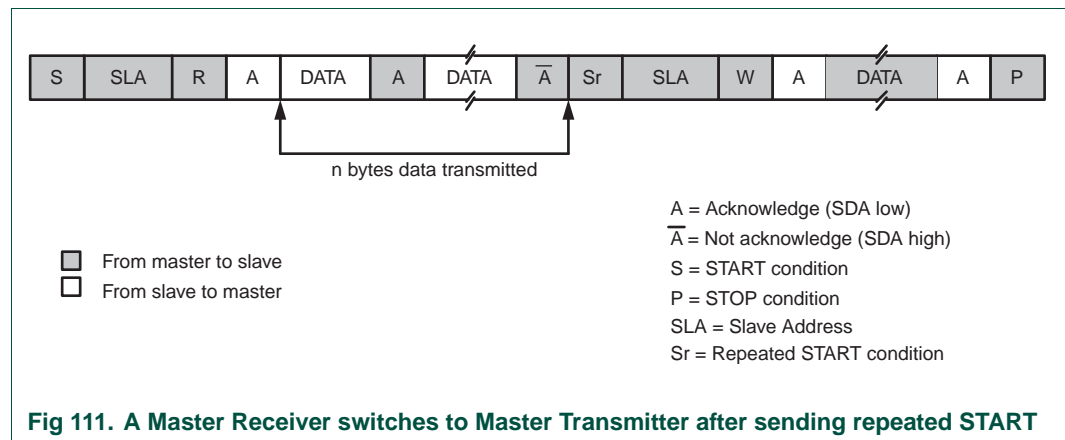 S SLA R A DATA A DATA A̅ Sr SLA W A DATA A P
n bytes data transmitted
From master to slave
From slave to master
A = Acknowledge (SDA low)
A̅ = Not acknowledge (SDA high)
S = START condition
P = STOP condition
SLA = Slave Address
Sr = Repeated START condition
Fig 111. A Master Receiver switches to Master Transmitter after sending repeated START